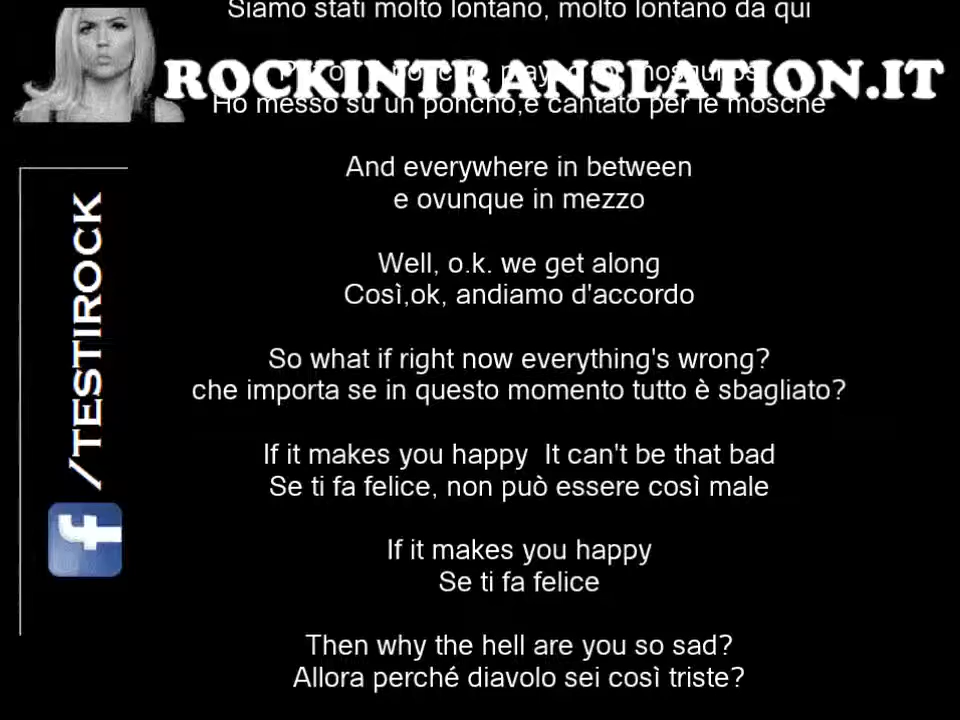 Siamo stati molto lontano, molto lontano da qui
ROCKINTRANSLATION.IT
Ho messo su un poncho,e cantato per le mosche
And everywhere in between
e ovunque in mezzo
Well, o.k. we get along
Così,ok, andiamo d'accordo
So what if right now everything's wrong?
che importa se in questo momento tutto è sbagliato?
If it makes you happy  It can't be that bad
Se ti fa felice, non può essere così male
If it makes you happy
Se ti fa felice
Then why the hell are you so sad?
Allora perché diavolo sei così triste?
/TESTIROCK
f